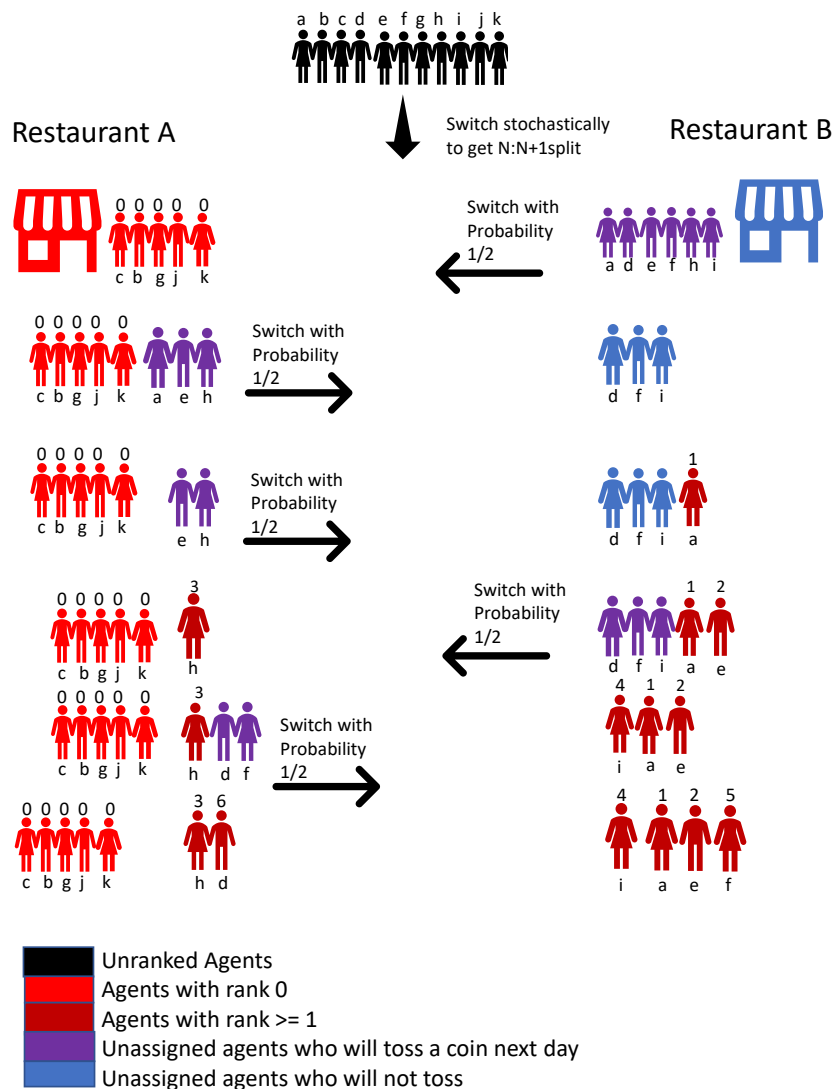 a b c d e f g h i j k
Switch stochastically
to get N:N+1split
Restaurant A
Restaurant B
0 0 0 0 0
c b g j k
Switch with
Probability
1/2
a d e f h i
0 0 0 0 0
c b g j k a e h
Switch with
Probability
1/2
d f i
0 0 0 0 0
c b g j k e h
Switch with
Probability
1/2
1
d f i a
0 0 0 0 0 3
c b g j k h
Switch with
Probability
1/2
1 2
d f i a e
0 0 0 0 0 3
c b g j k h d f
Switch with
Probability
1/2
4 1 2
i a e
0 0 0 0 0 3 6
c b g j k h d
4 1 2 5
i a e f
Unranked Agents
Agents with rank 0
Agents with rank >= 1
Unassigned agents who will toss a coin next day
Unassigned agents who will not toss